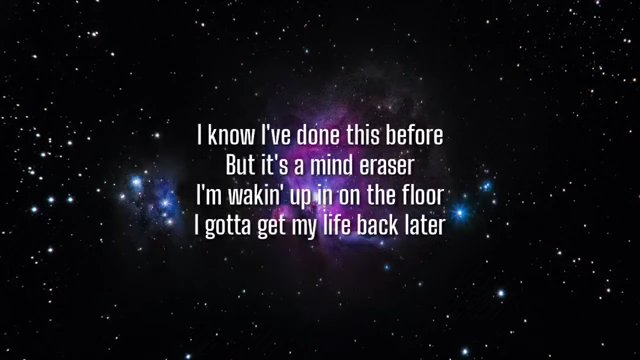 I know I've done this before
But it's a mind eraser
I'm wakin' up in on the floor
I gotta get my life back later